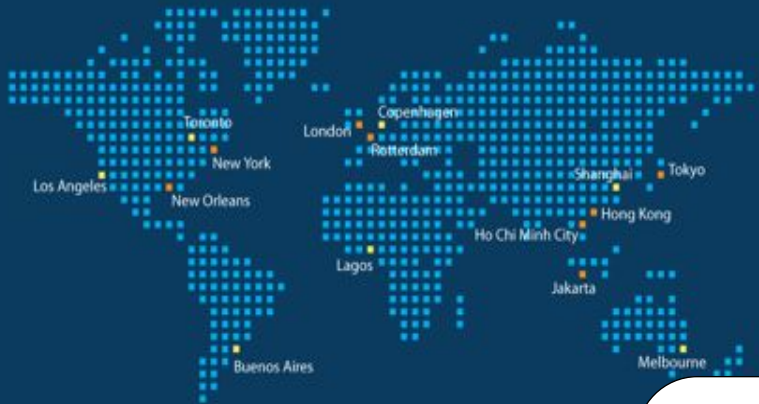 Copenhagen
Toronto
London
Rotterdam
New York
Los Angeles
New Orleans
Shanghai
Tokyo
Hong Kong
Ho Chi Minh City
Lagos
Jakarta
Buenos Aires
Melbourne